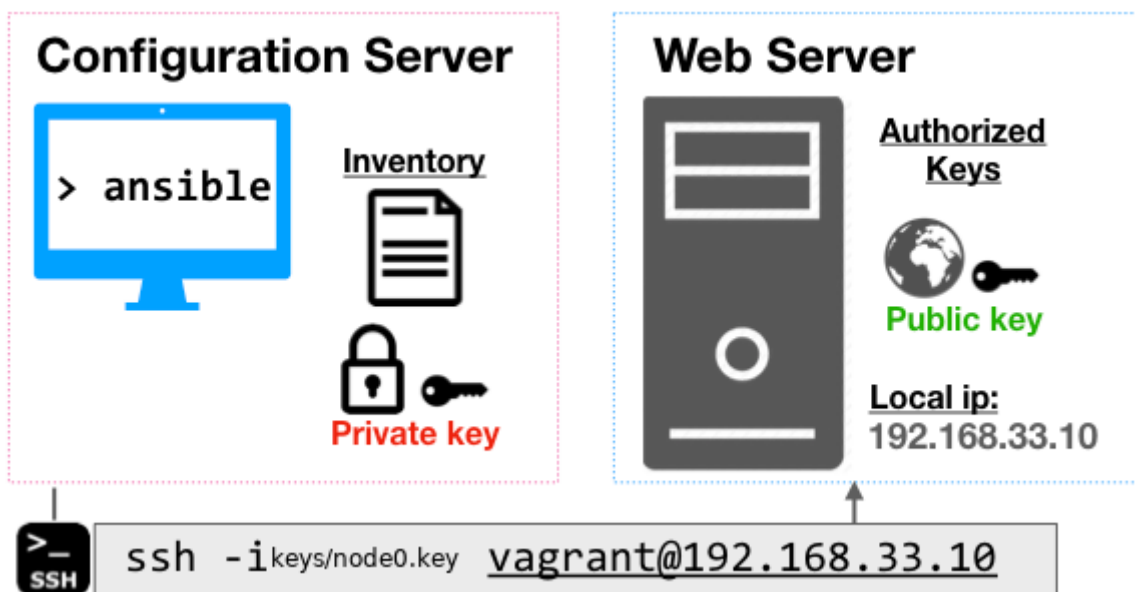 Configuration Server
> ansible
Inventory
Private key
Web Server
Authorized
Keys
Public key
Local ip:
192.168.33.10
>_
SSH
ssh -i keys/node0.key vagrant@192.168.33.10